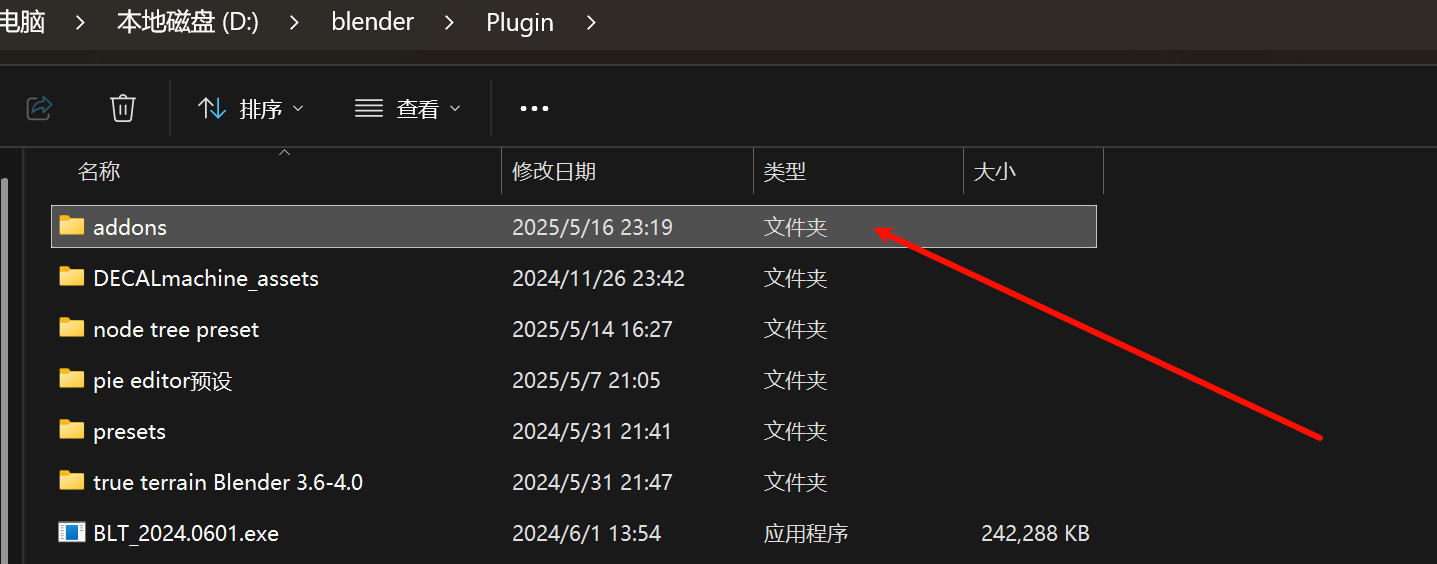 电脑 > 本地磁盘 (D:) > blender > Plugin >
排序 查看
名称 修改日期 类型 大小
addons 2025/5/16 23:19 文件夹
DECALmachine_assets 2024/11/26 23:42 文件夹
node tree preset 2025/5/14 16:27 文件夹
pie editor预设 2025/5/7 21:05 文件夹
presets 2024/5/31 21:41 文件夹
true terrain Blender 3.6-4.0 2024/5/31 21:47 文件夹
BLT_2024.0601.exe 2024/6/1 13:54 应用程序 242,288 KB